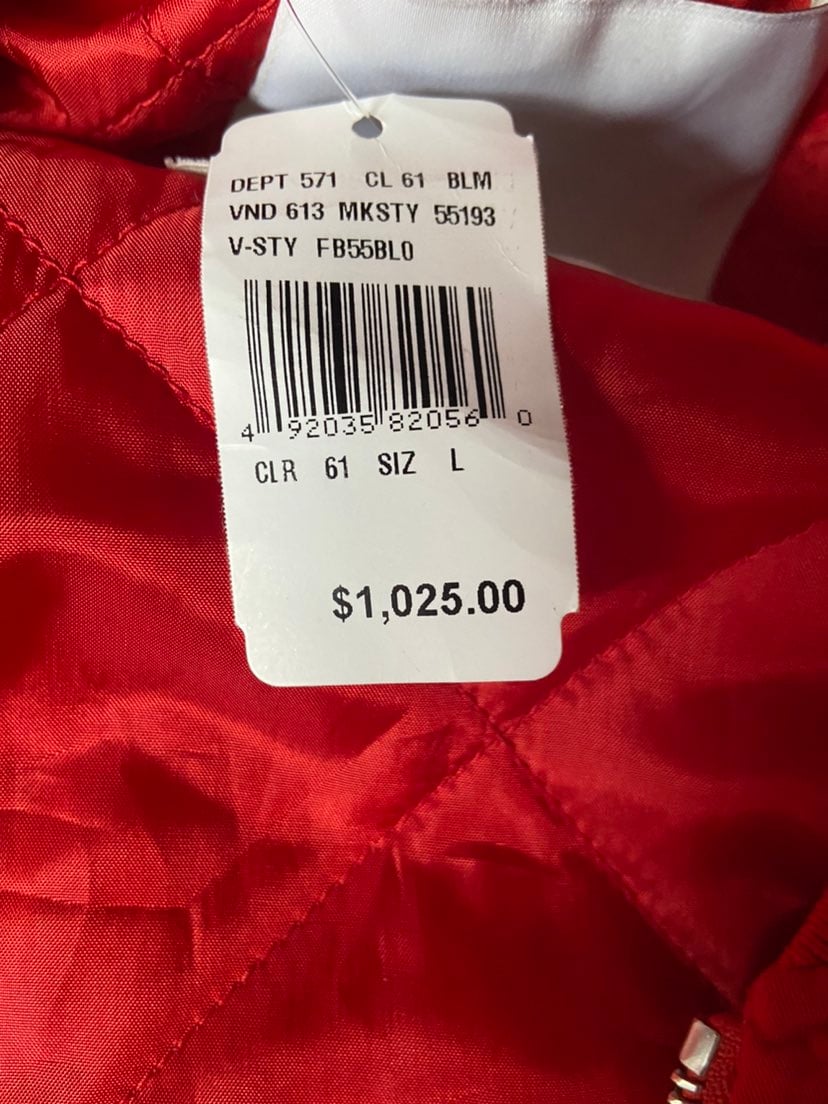 DEPT 571 CL 61 BLM
VND 613 MKSTY 55193
V-STY FB55BL0
4 92035 82056 0
CLR 61 SIZ L
$1,025.00